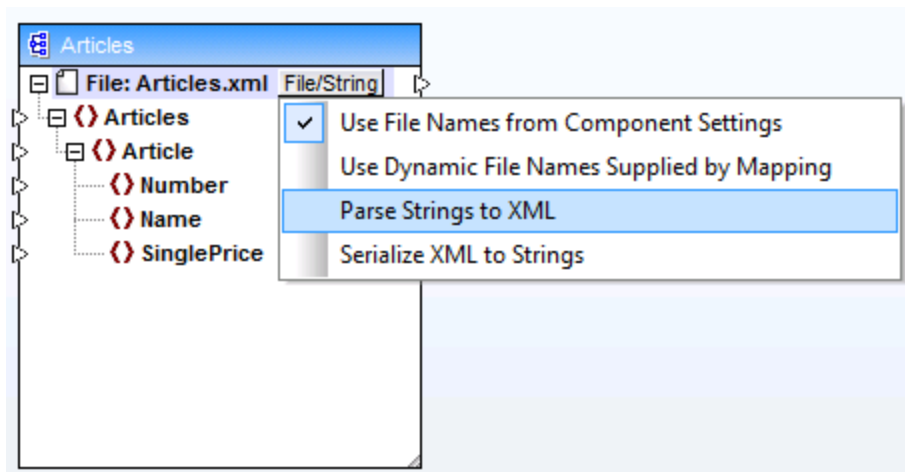 Articles
File: Articles.xml File/String
Articles
Use File Names from Component Settings
Article
Use Dynamic File Names Supplied by Mapping
Number
Parse Strings to XML
Name
SinglePrice
Serialize XML to Strings